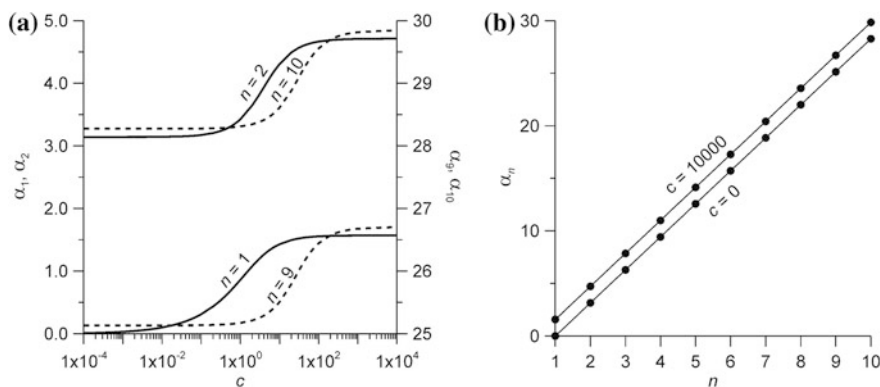 (a)
5.0
4.0
3.0
2.0
1.0
0.0
α₁, α₂
30
29
28
27
26
25
α₉, α₁₀
n = 2
n = 10
n = 1
n = 9
1x10⁻⁴
1x10⁻²
1x10⁰
1x10²
1x10⁴
c
(b)
30
20
10
0
αₙ
c = 10000
c = 0
1 2 3 4 5 6 7 8 9 10
n